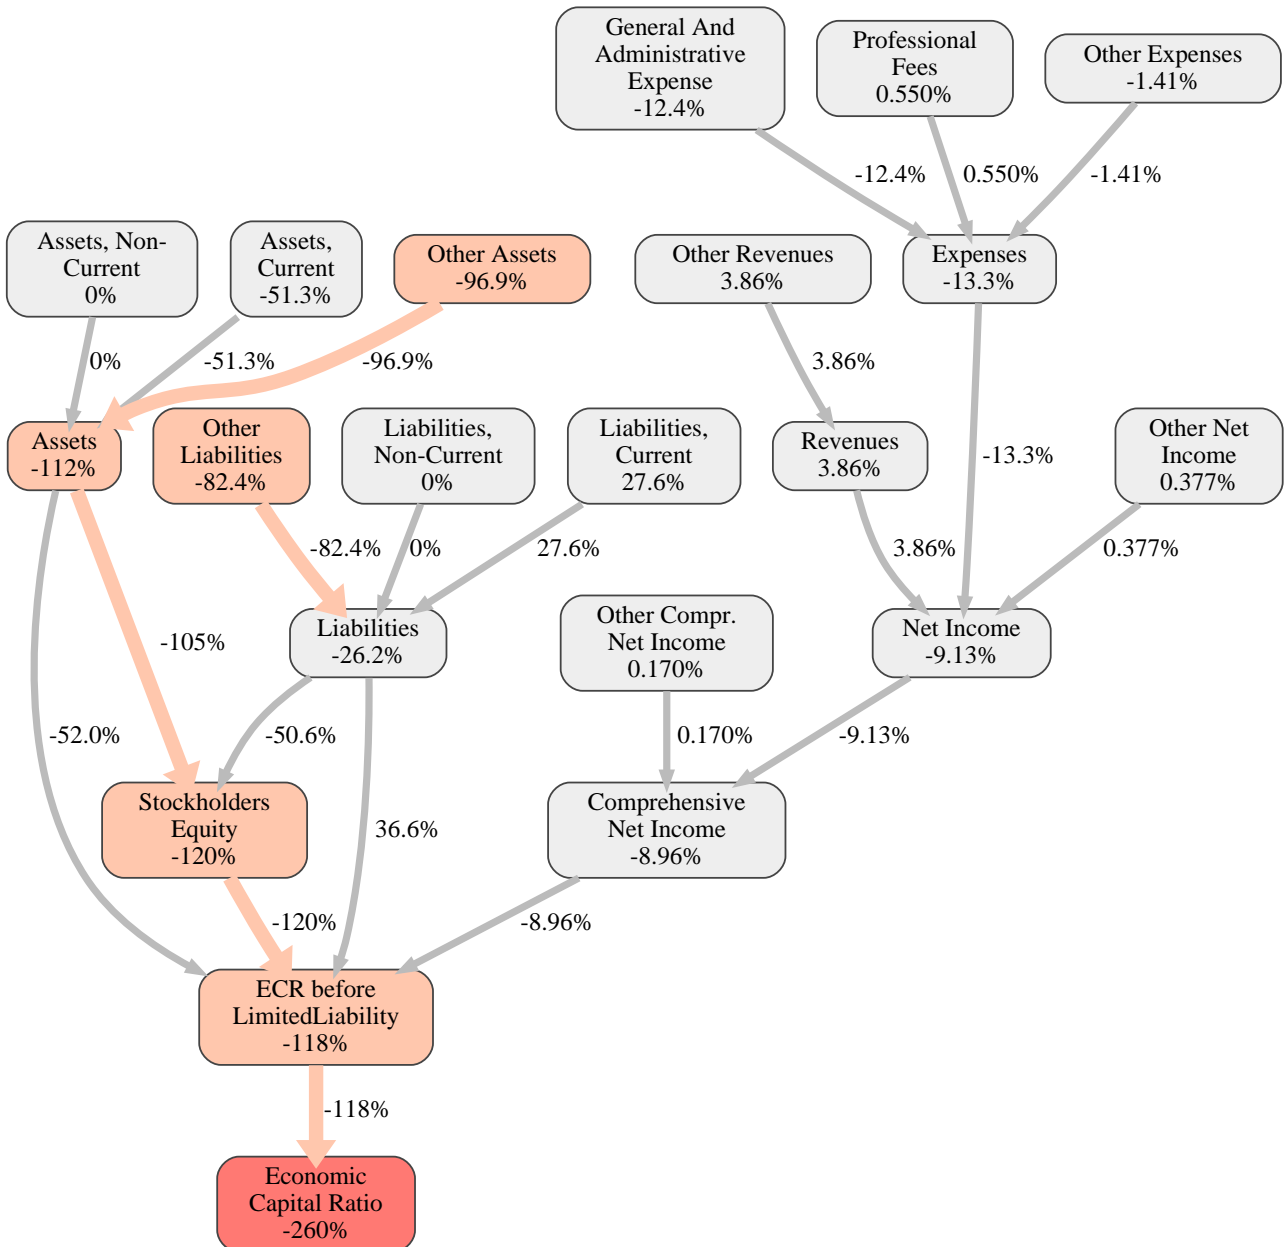 General And
Administrative
Expense
-12.4%
Professional
Fees
0.550%
Other Expenses
-1.41%
-12.4%
0.550%
-1.41%
Assets, Non-
Current
0%
Assets,
Current
-51.3%
Other Assets
-96.9%
Other Revenues
3.86%
Expenses
-13.3%
0%
-51.3%
-96.9%
3.86%
Assets
-112%
Other
Liabilities
-82.4%
Liabilities,
Non-Current
0%
Liabilities,
Current
27.6%
Revenues
3.86%
-13.3%
Other Net
Income
0.377%
-82.4%
0%
27.6%
3.86%
0.377%
-105%
Liabilities
-26.2%
Other Compr.
Net Income
0.170%
Net Income
-9.13%
-52.0%
-50.6%
0.170%
-9.13%
Stockholders
Equity
-120%
36.6%
Comprehensive
Net Income
-8.96%
-120%
-8.96%
ECR before
LimitedLiability
-118%
-118%
Economic
Capital Ratio
-260%